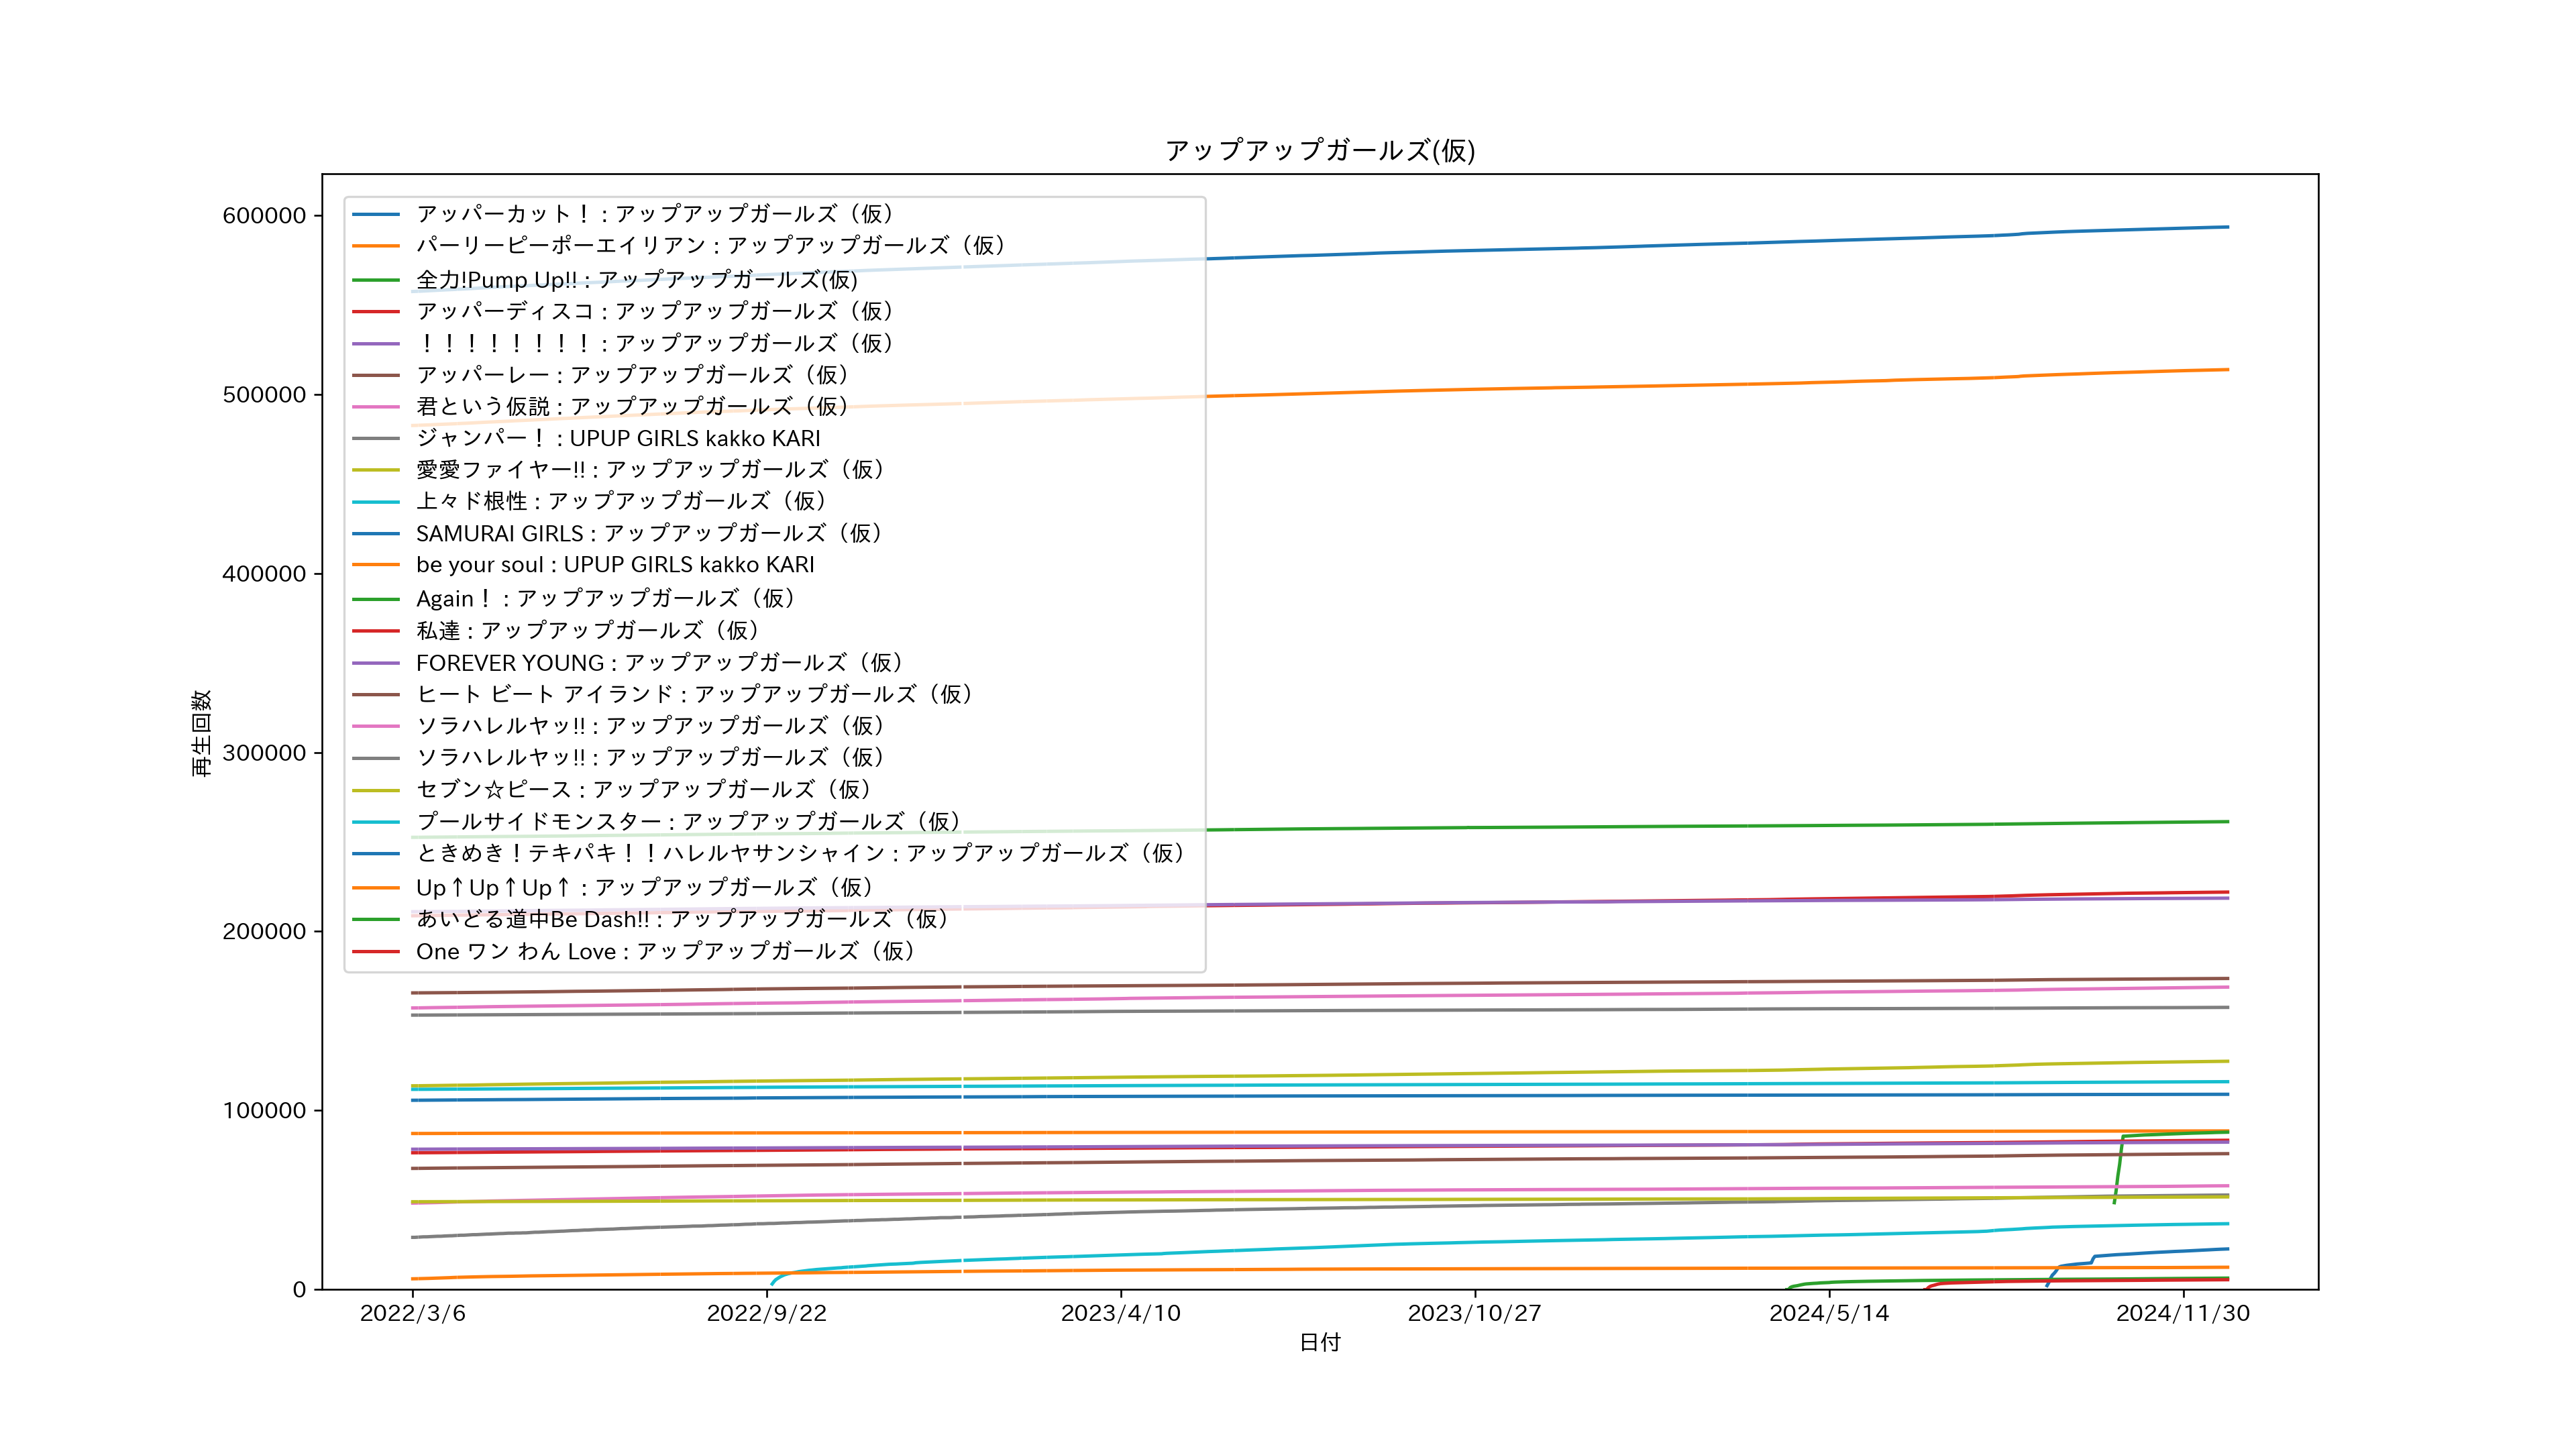 アップアップガールズ(仮)
アッパーカット！ : アップアップガールズ（仮）
パーリーピーポーエイリアン : アップアップガールズ（仮）
全力!Pump Up!! : アップアップガールズ(仮)
アッパーディスコ : アップアップガールズ（仮）
！！！！！！！！ : アップアップガールズ（仮）
アッパーレー : アップアップガールズ（仮）
君という仮説 : アップアップガールズ（仮）
ジャンパー！ : UPUP GIRLS kakko KARI
愛愛ファイヤー!! : アップアップガールズ（仮）
上々ド根性 : アップアップガールズ（仮）
SAMURAI GIRLS : アップアップガールズ（仮）
be your soul : UPUP GIRLS kakko KARI
Again！ : アップアップガールズ（仮）
私達 : アップアップガールズ（仮）
FOREVER YOUNG : アップアップガールズ（仮）
ヒート ビート アイランド : アップアップガールズ（仮）
ソラハレルヤッ!! : アップアップガールズ（仮）
ソラハレルヤッ!! : アップアップガールズ（仮）
セブン☆ピース : アップアップガールズ（仮）
プールサイドモンスター : アップアップガールズ（仮）
ときめき！テキパキ！！ハレルヤサンシャイン : アップアップガールズ（仮）
Up↑Up↑Up↑ : アップアップガールズ（仮）
あいどる道中Be Dash!! : アップアップガールズ（仮）
One ワン わん Love : アップアップガールズ（仮）
再生回数
600000
500000
400000
300000
200000
100000
0
2022/3/6
2022/9/22
2023/4/10
2023/10/27
2024/5/14
2024/11/30
日付